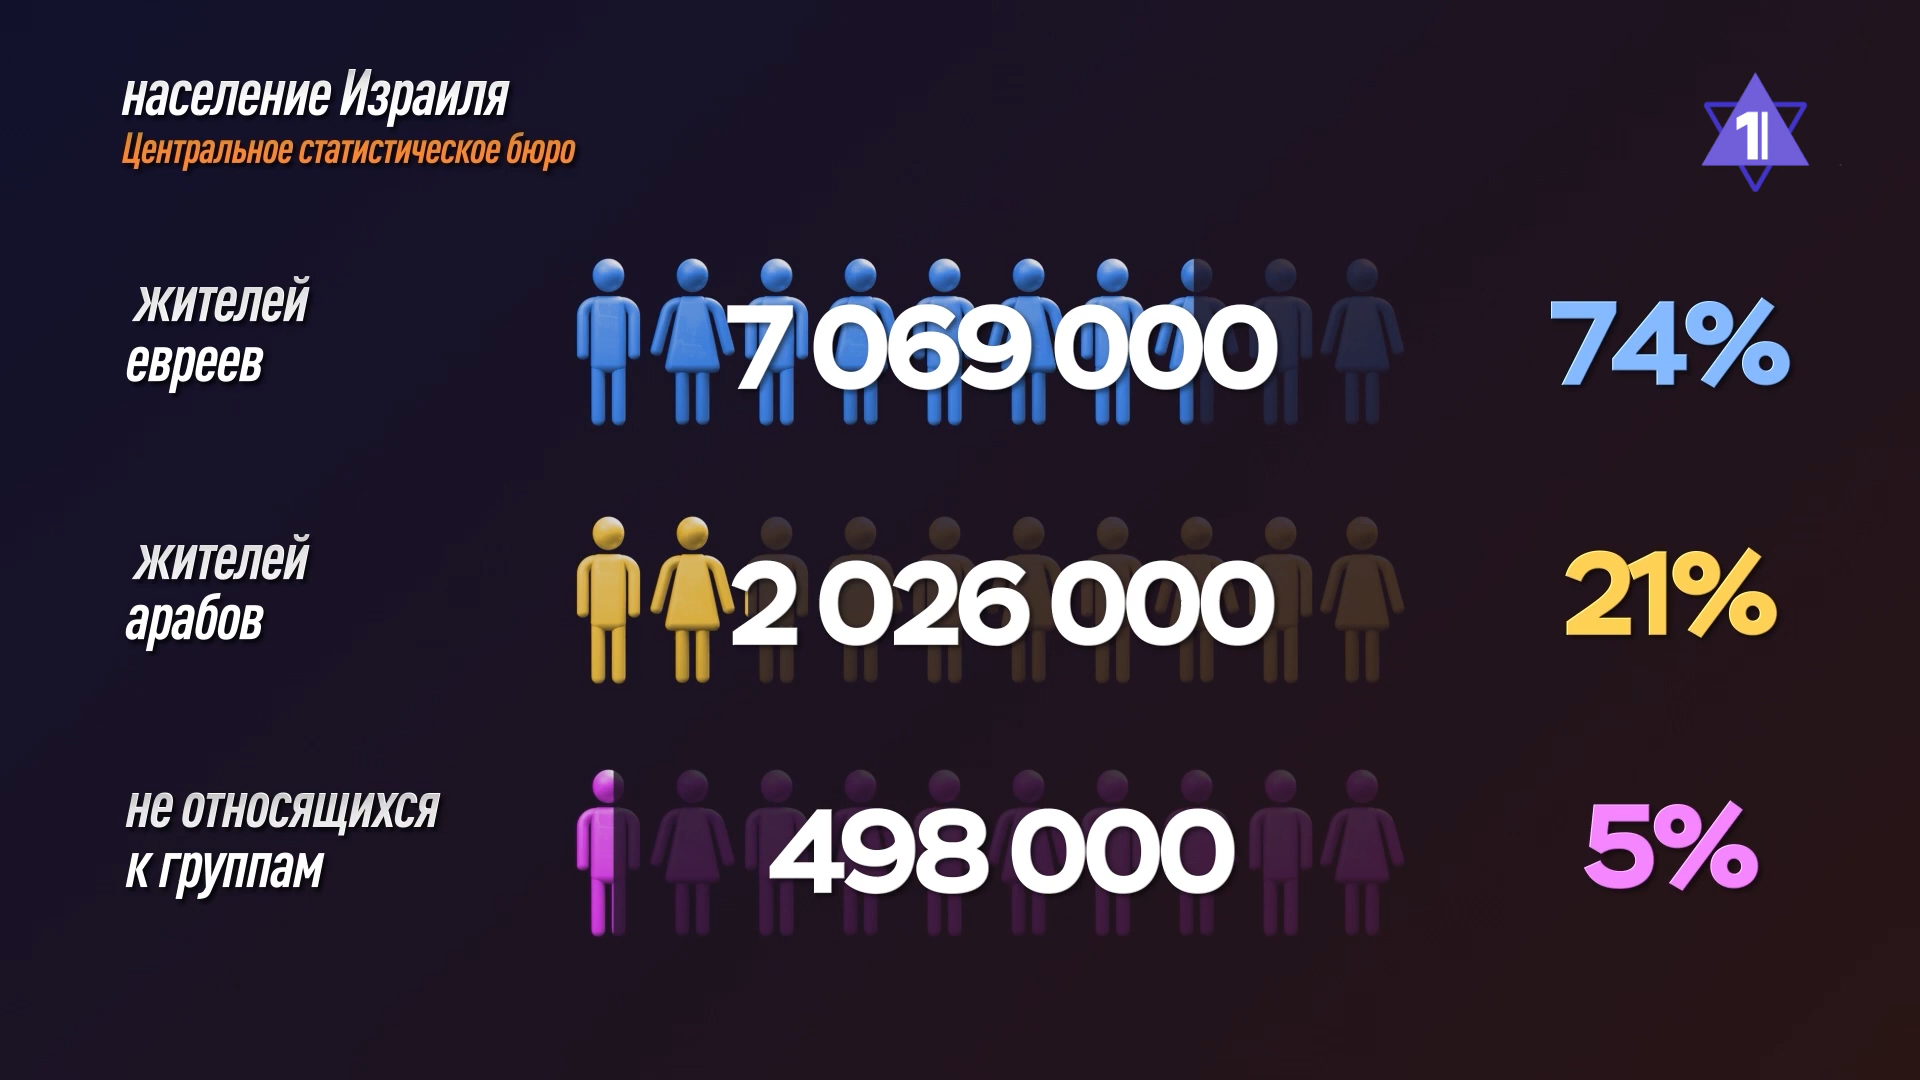 население Израиля
Центральное статистическое бюро
1
жителей
евреев
7 069 000
74%
жителей
арабов
2 026 000
21%
не относящихся
к группам
498 000
5%